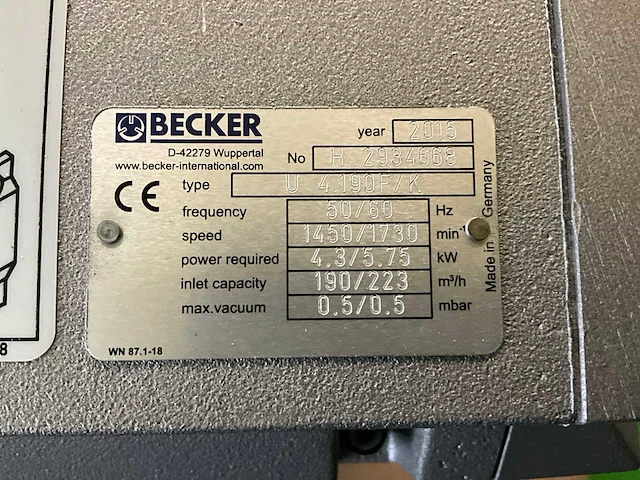 BECKER
D-42279 Wuppertal
www.becker-international.com
year 2015
No H 2934668
type U 4.190F/K
frequency 50/60 Hz
speed 1450/1730 min-1
power required 4.3/5.75 kW
inlet capacity 190/223 m³/h
max.vacuum 0.5/0.5 mbar
Made in Germany
WN 87.1-18
8